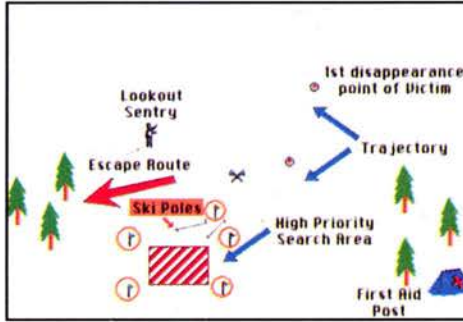 1st disappearance
point of Victim
Lookout
Sentry
Trajectory
Escape Route
Ski Poles
High Priority
Search Area
First Aid
Post